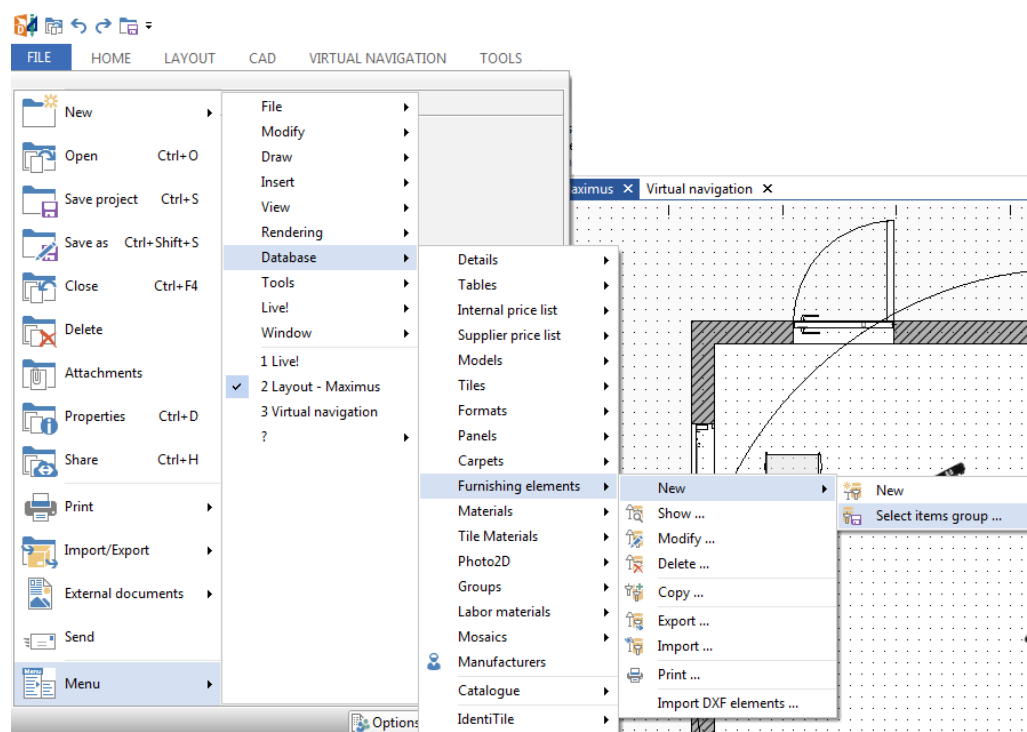 FILE HOME LAYOUT CAD VIRTUAL NAVIGATION TOOLS
New
Open Ctrl+O
Save project Ctrl+S
Save as Ctrl+Shift+S
Close Ctrl+F4
Delete
Attachments
Properties Ctrl+D
Share Ctrl+H
Print
Import/Export
External documents
Send
Menu
File
Modify
Draw
Insert
View
Rendering
Database
Tools
Live!
Window
1 Live!
2 Layout - Maximus
3 Virtual navigation
?
Options
Details
Tables
Internal price list
Supplier price list
Models
Tiles
Formats
Panels
Carpets
Furnishing elements
Materials
Tile Materials
Photo2D
Groups
Labor materials
Mosaics
Manufacturers
Catalogue
IdentiTile
New
Show ...
Modify ...
Delete ...
Copy ...
Export ...
Import ...
Print ...
Import DXF elements ...
New
Select items group ...
aximus Virtual navigation
Menu